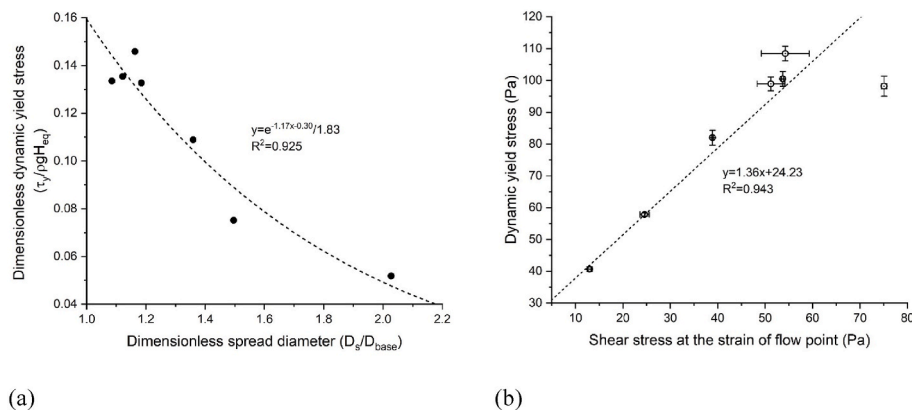 0.16
0.14
0.12
0.10
0.08
0.06
0.04
1.0 1.2 1.4 1.6 1.8 2.0 2.2
Dimensionless dynamic yield stress
(τy/ρgHeq)
Dimensionless spread diameter (Ds/Dbase)
y=e-1.17x-0.30/1.83
R2=0.925
(a)
120
110
100
90
80
70
60
50
40
30
10 20 30 40 50 60 70 80
Dynamic yield stress (Pa)
Shear stress at the strain of flow point (Pa)
y=1.36x+24.23
R2=0.943
(b)